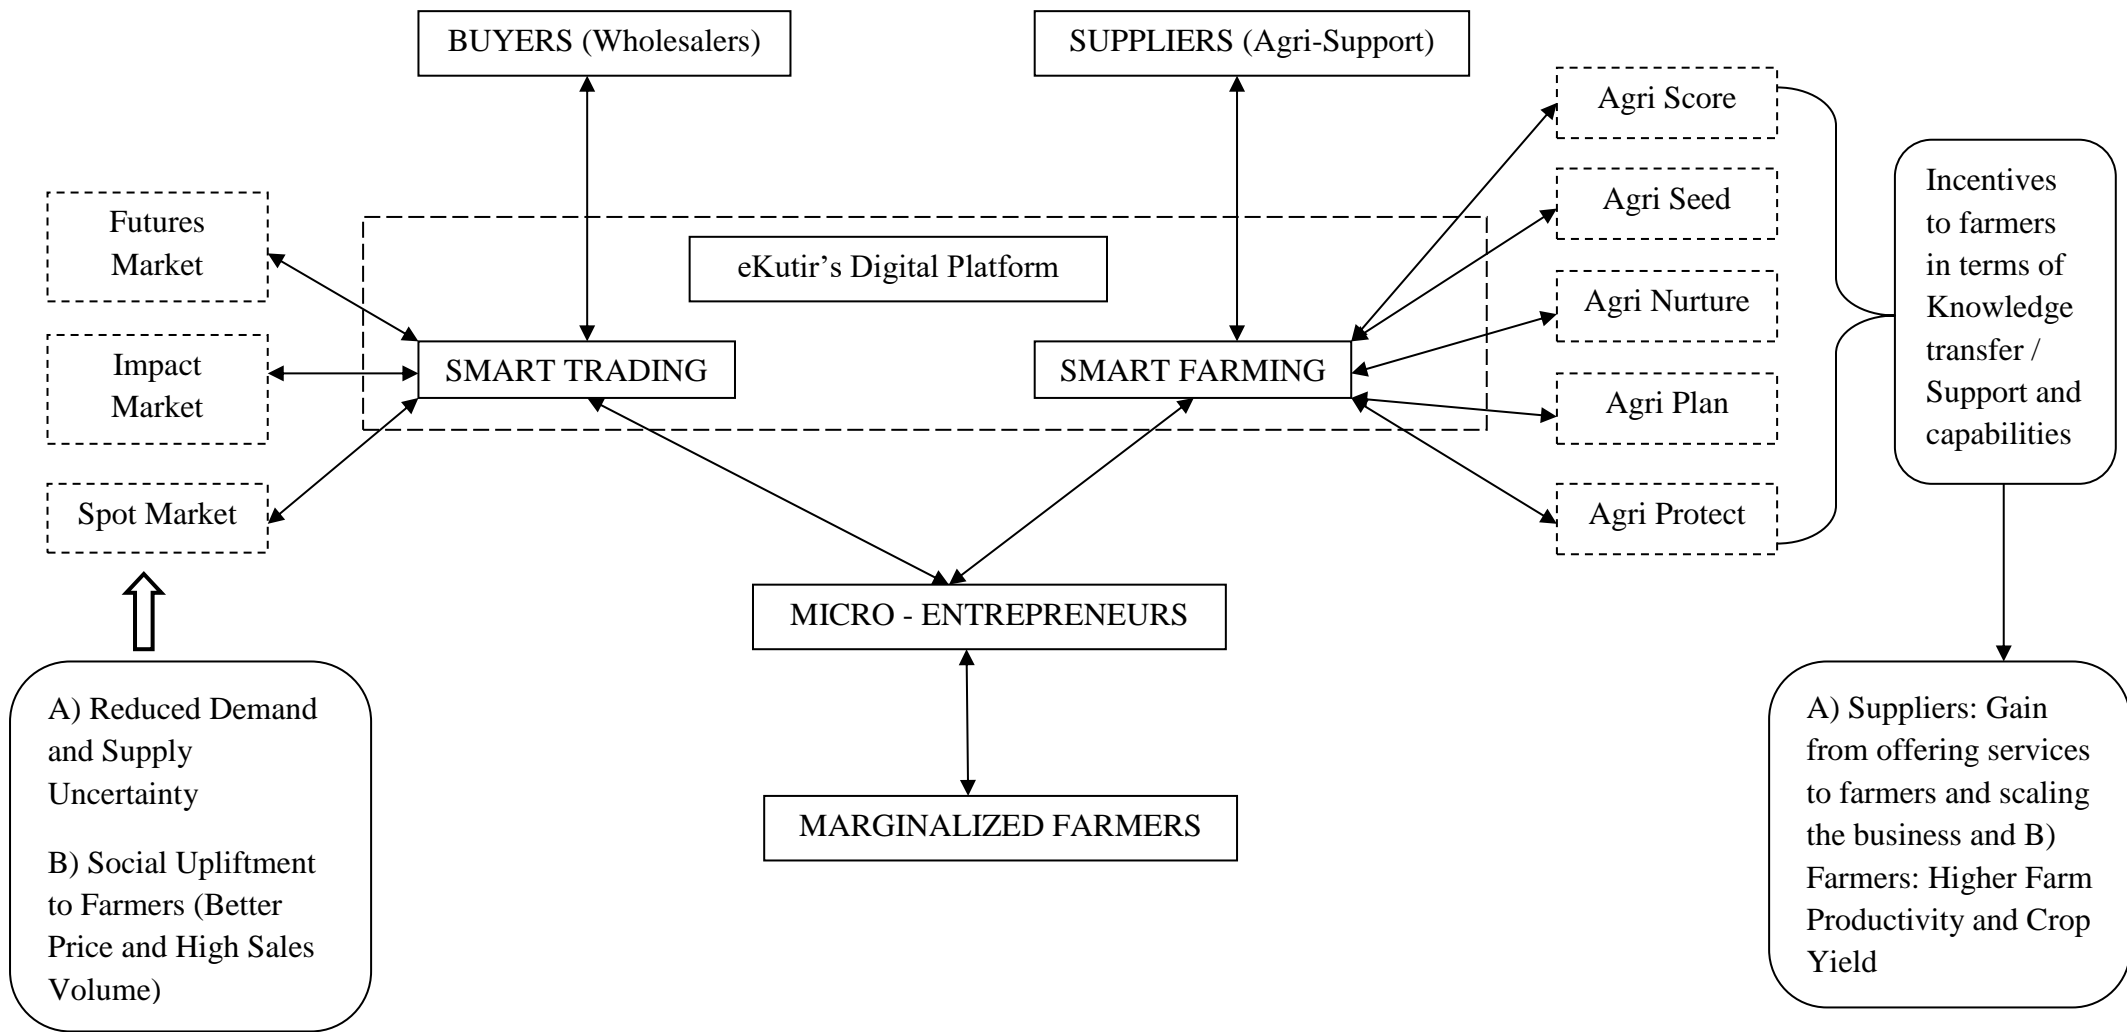 BUYERS (Wholesalers)
SUPPLIERS (Agri-Support)
Futures
Market
Impact
Market
Spot Market
eKutir’s Digital Platform
SMART TRADING
SMART FARMING
Agri Score
Agri Seed
Agri Nurture
Agri Plan
Agri Protect
Incentives
to farmers
in terms of
Knowledge
transfer /
Support and
capabilities
MICRO - ENTREPRENEURS
MARGINALIZED FARMERS
A) Reduced Demand
and Supply
Uncertainty
B) Social Upliftment
to Farmers (Better
Price and High Sales
Volume)
A) Suppliers: Gain
from offering services
to farmers and scaling
the business and B)
Farmers: Higher Farm
Productivity and Crop
Yield